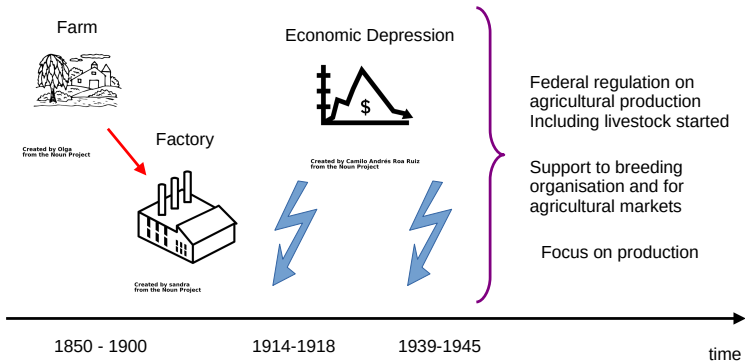 Farm
Economic Depression
Federal regulation on
agricultural production
Including livestock started
$
Factory
Created by Olga
from the Noun Project
Created by Camilo Andrés Roa Ruiz
from the Noun Project
Support to breeding
organisation and for
agricultural markets
Focus on production
Created by sandra
from the Noun Project
1850 - 1900
1914-1918
1939-1945
time